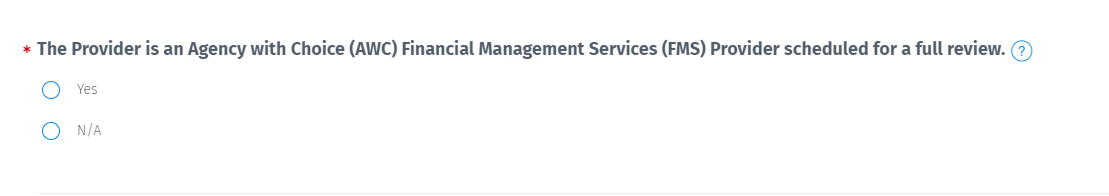 * The Provider is an Agency with Choice (AWC) Financial Management Services (FMS) Provider scheduled for a full review. ?
Yes
N/A